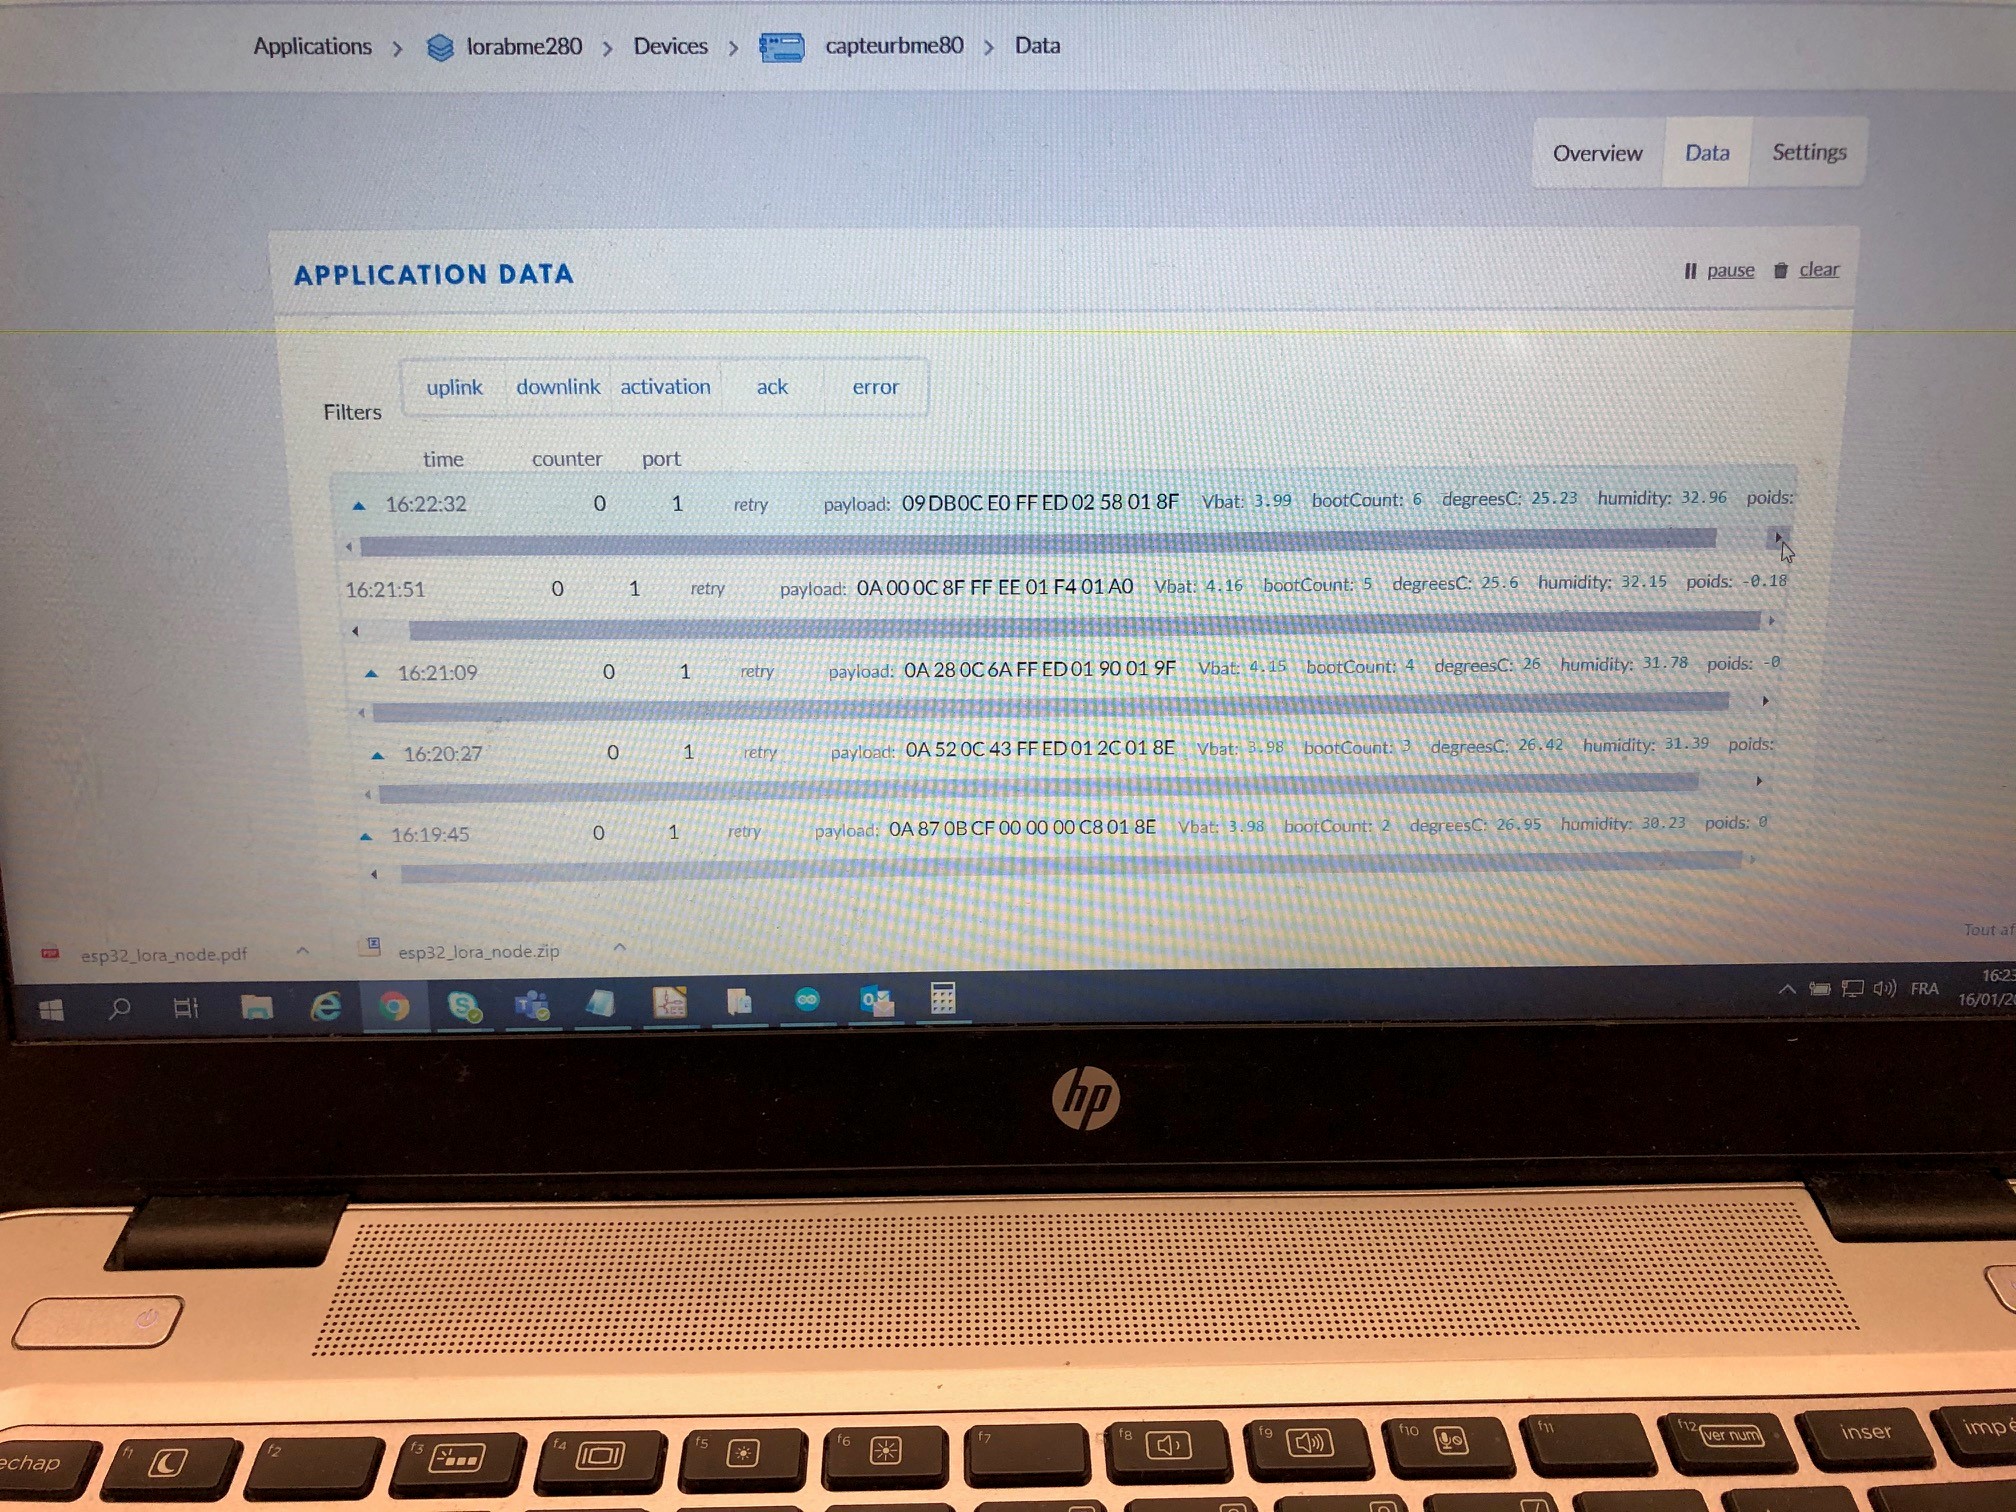 Applications > lorabme280 > Devices > capteurbme80 > Data
Overview Data Settings
APPLICATION DATA
pause clear
uplink downlink activation ack error
Filters
time counter port
16:22:32 0 1 retry payload: 09 DB 0C E0 FF ED 02 58 01 8F Vbat: 3.99 bootCount: 6 degreesC: 25.23 humidity: 32.96 poids:
16:21:51 0 1 retry payload: 0A 00 0C 8F FF EE 01 F4 01 A0 Vbat: 4.16 bootCount: 5 degreesC: 25.6 humidity: 32.15 poids: -0.18
16:21:09 0 1 retry payload: 0A 28 0C 6A FF ED 01 90 01 9F Vbat: 4.15 bootCount: 4 degreesC: 26 humidity: 31.78 poids: -0
16:20:27 0 1 retry payload: 0A 52 0C 43 FF ED 01 2C 01 8E Vbat: 3.98 bootCount: 3 degreesC: 26.42 humidity: 31.39 poids:
16:19:45 0 1 retry payload: 0A 87 0B CF 00 00 00 C8 01 8E Vbat: 3.98 bootCount: 2 degreesC: 26.95 humidity: 30.23 poids: 0
Tout af
esp32_lora_node.pdf esp32_lora_node.zip
FRA
16:23
16/01/20
hp
echap f1 f2 f3 f4 f5 f6 f7 f8 f9 f10 f11 f12 ver num inser impé